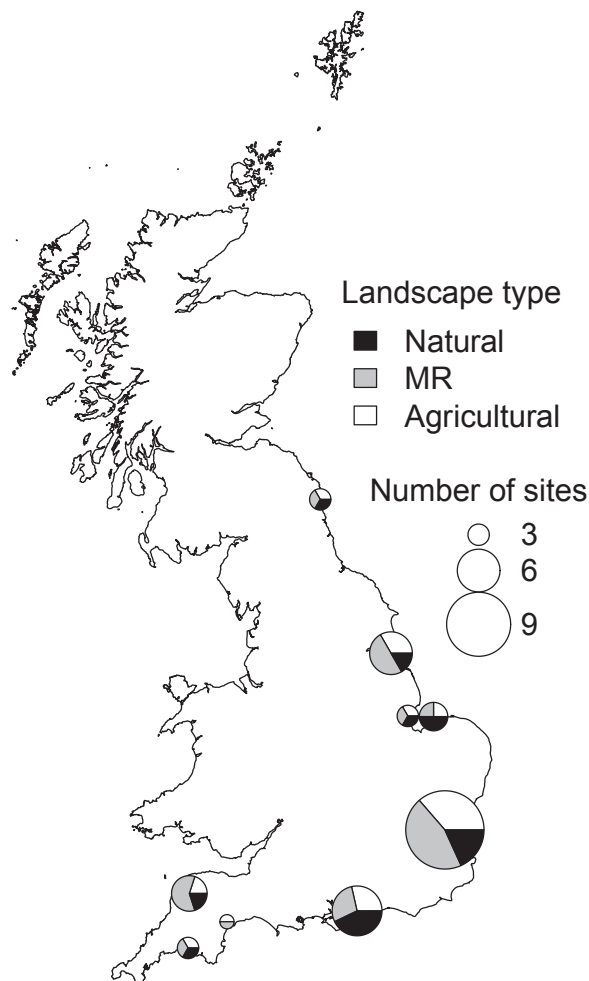 Landscape type
Natural
MR
Agricultural
Number of sites
3
6
9